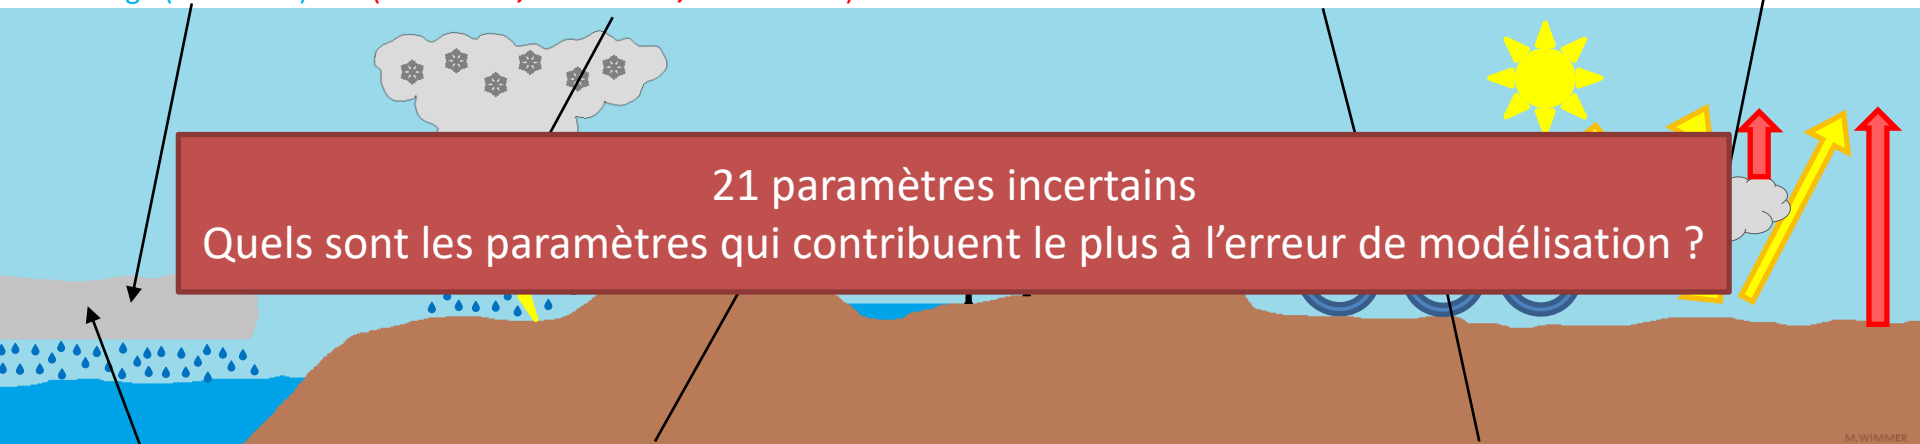 21 paramètres incertains
Quels sont les paramètres qui contribuent le plus à l'erreur de modélisation ?
M.WIMMER